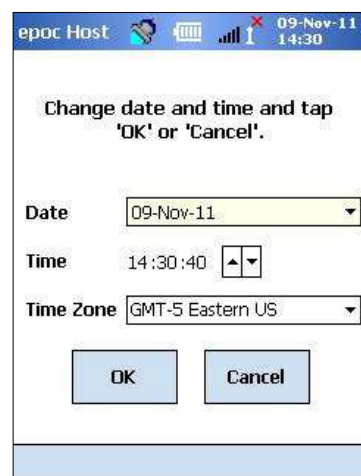 epoc Host
09-Nov-11
14:30
Change date and time and tap
'OK' or 'Cancel'.
Date 09-Nov-11
Time 14:30:40
Time Zone GMT-5 Eastern US
OK Cancel